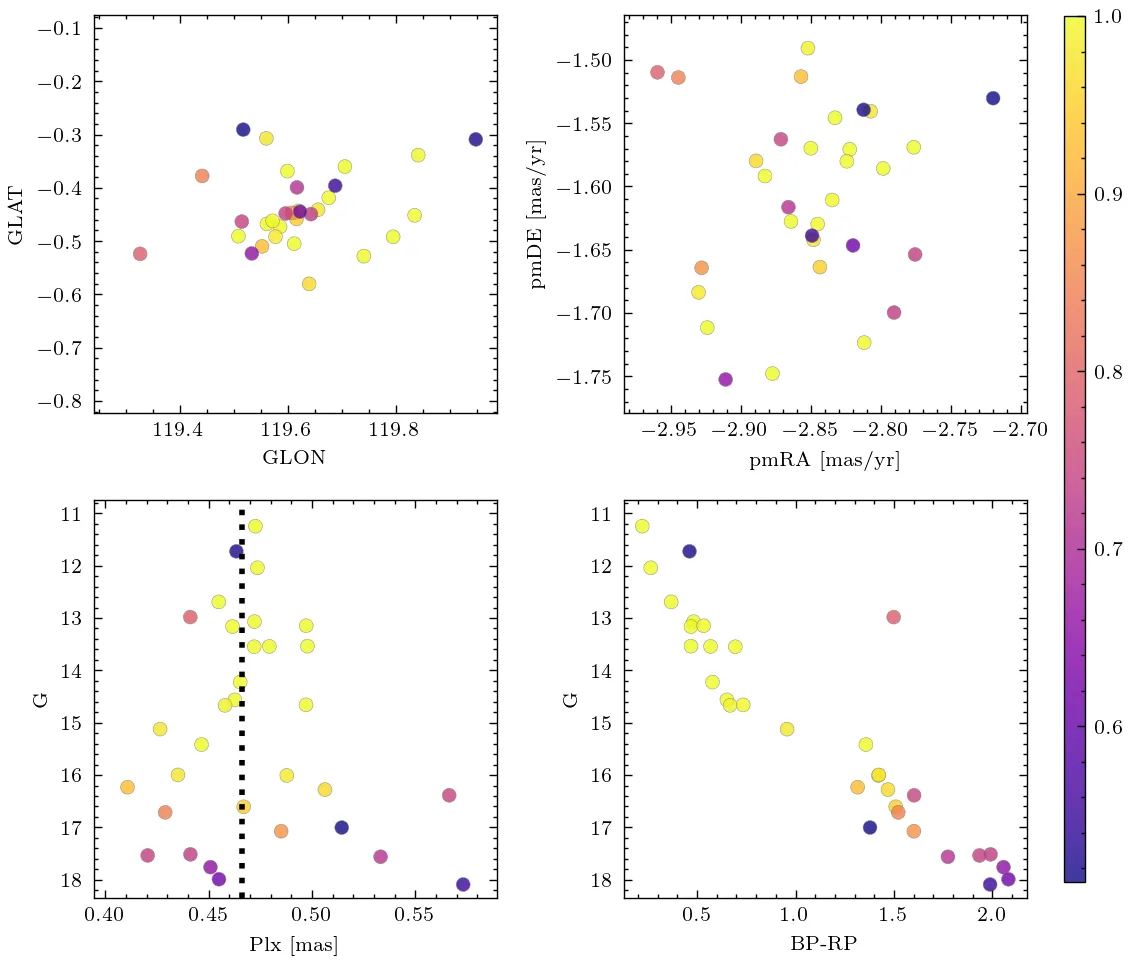 −0.1
−0.2
−0.3
−0.4
−0.5
−0.6
−0.7
−0.8
GLAT
119.4 119.6 119.8
GLON
−1.50
−1.55
−1.60
−1.65
−1.70
−1.75
pmDE [mas/yr]
−2.95 −2.90 −2.85 −2.80 −2.75 −2.70
pmRA [mas/yr]
1.0
0.9
0.8
0.7
0.6
11
12
13
14
15
16
17
18
G
0.40 0.45 0.50 0.55
Plx [mas]
11
12
13
14
15
16
17
18
G
0.5 1.0 1.5 2.0
BP-RP